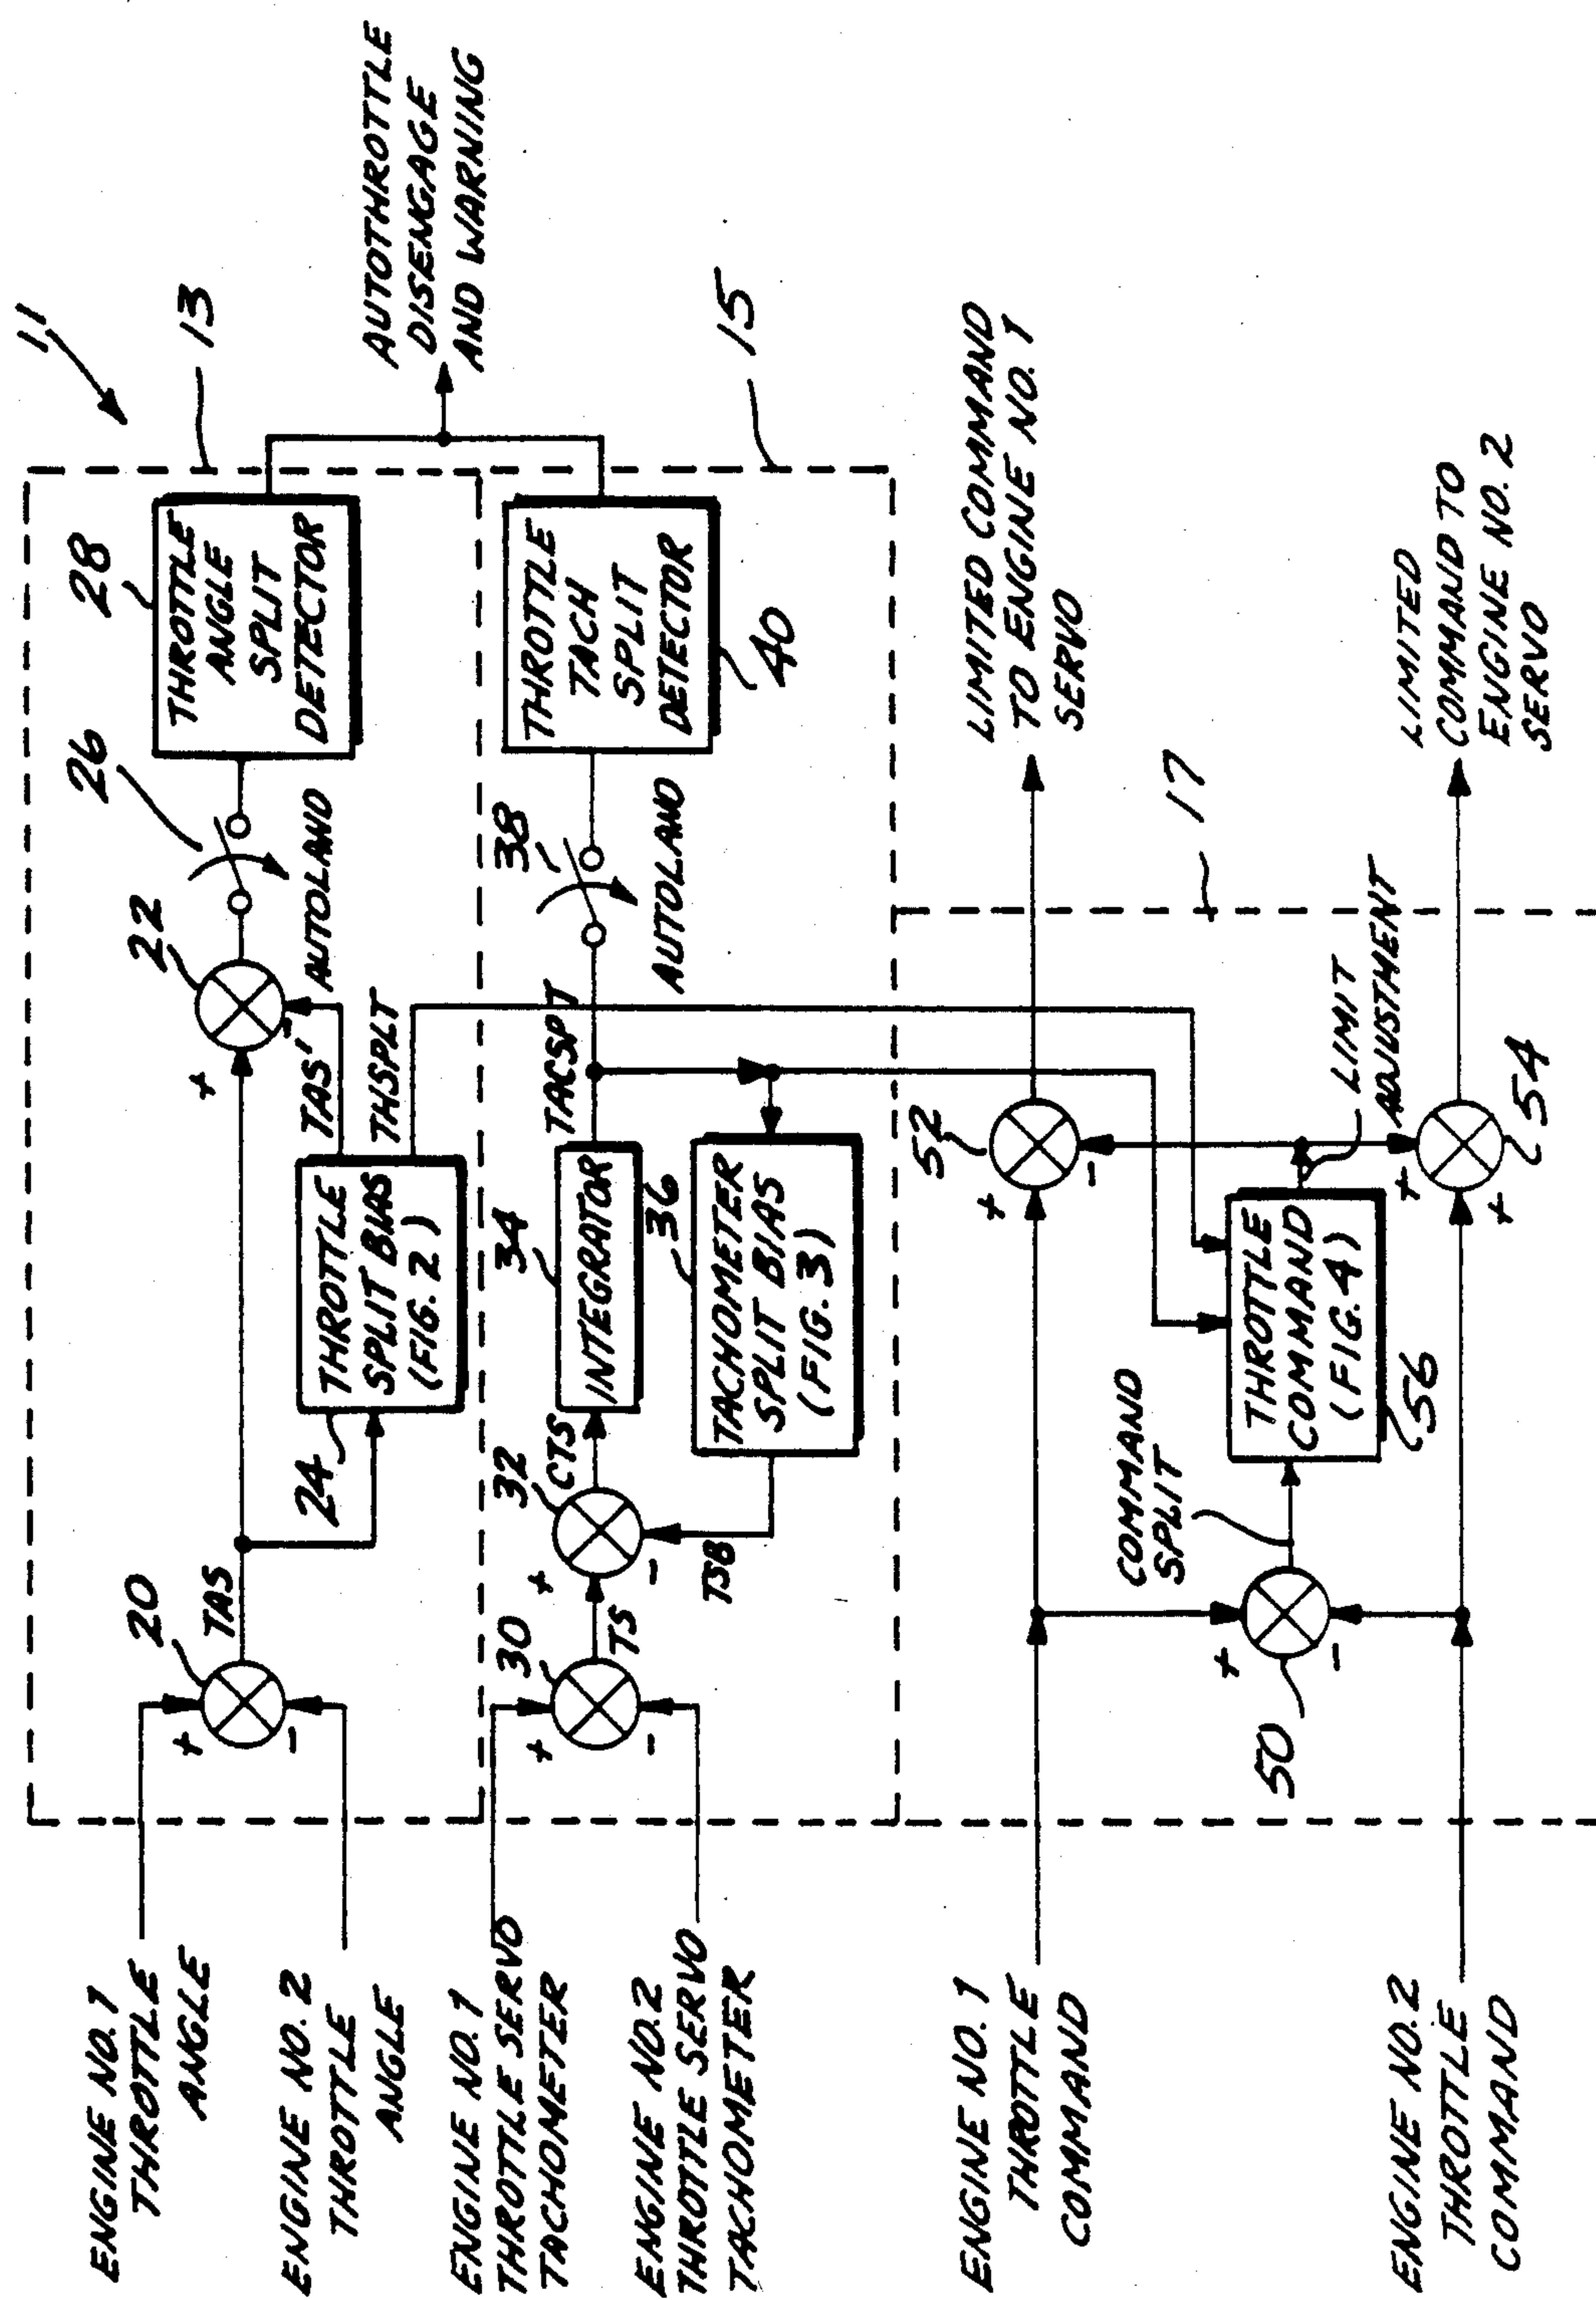 11
ENGINE NO. 1
THROTTLE
ANGLE
ENGINE NO. 2
THROTTLE
ANGLE
+
-
20
TAS
24
THROTTLE
SPLIT BIAS
(FIG. 2)
TAS'
THSPLT
+
-
22
26
AUTOLAND
28
THROTTLE
ANGLE
SPLIT
DETECTOR
13
AUTOTHROTTLE
DISENGAGE
AND WARNING
ENGINE NO. 1
THROTTLE SERVO
TACHOMETER
ENGINE NO. 2
THROTTLE SERVO
TACHOMETER
+
-
30
TS
+
-
32
CTS
TSB
34
INTEGRATOR
36
TACHOMETER
SPLIT BIAS
(FIG. 3)
TACSPT
38
AUTOLAND
THROTTLE
TACH
SPLIT
DETECTOR
40
15
ENGINE NO. 1
THROTTLE
COMMAND
ENGINE NO. 2
THROTTLE
COMMAND
+
-
50
COMMAND
SPLIT
THROTTLE
COMMAND
(FIG. 4)
56
52
+
-
LIMIT
ADJUSTMENT
+
+
54
17
LIMITED COMMAND
TO ENGINE NO. 1
SERVO
LIMITED
COMMAND TO
ENGINE NO. 2
SERVO